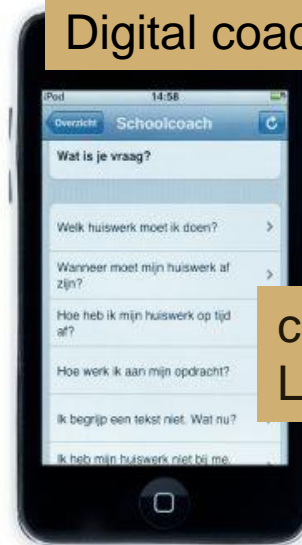 Digital coac
iPod 14:58
Overzicht Schoolcoach
Wat is je vraag?
Welk huiswerk moet ik doen?
Wanneer moet mijn huiswerk af
zijn?
Hoe heb ik mijn huiswerk op tijd
af?
Hoe werk ik aan mijn opdracht?
Ik begrijp een tekst niet. Wat nu?
Ik heb mijn huiswerk niet bij me.
c
L